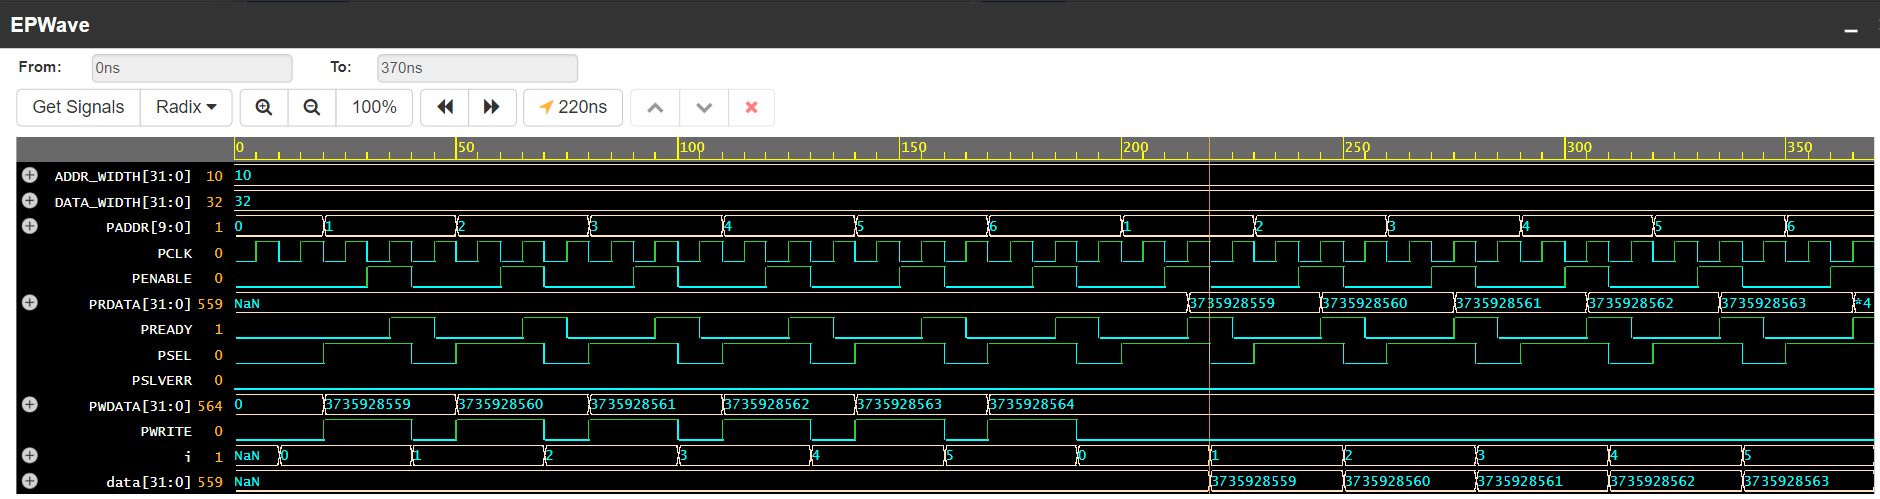 EPWave
From: 0ns To: 370ns
Get Signals Radix 100% 220ns
0 50 100 150 200 250 300 350
ADDR_WIDTH[31:0] 10 10
DATA_WIDTH[31:0] 32 32
PADDR[9:0] 1 0 1 2 3 4 5 6 1 2 3 4 5 6
PCLK 0
PENABLE 0
PRDATA[31:0] 559 NaN 3735928559 3735928560 3735928561 3735928562 3735928563 *4
PREADY 1
PSEL 0
PSLVERR 0
PWDATA[31:0] 564 0 3735928559 3735928560 3735928561 3735928562 3735928563 3735928564
PWRITE 0
i 1 NaN 0 1 2 3 4 5 0 1 2 3 4 5
data[31:0] 559 NaN 3735928559 3735928560 3735928561 3735928562 3735928563